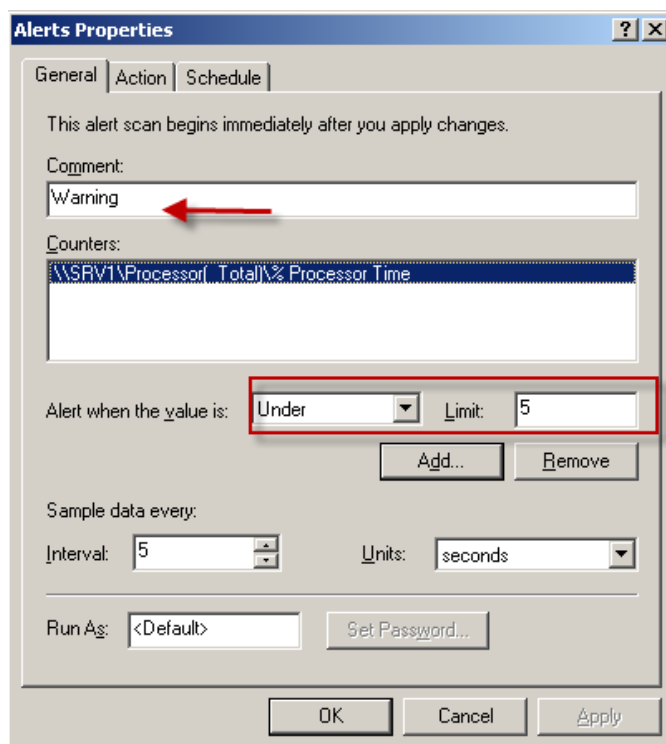 Alerts Properties
General Action Schedule
This alert scan begins immediately after you apply changes.
Comment:
Warning
Counters:
\\SRV1\Processor(_Total)\% Processor Time
Alert when the value is: Under Limit: 5
Add... Remove
Sample data every:
Interval: 5 Units: seconds
Run As: <Default> Set Password...
OK Cancel Apply